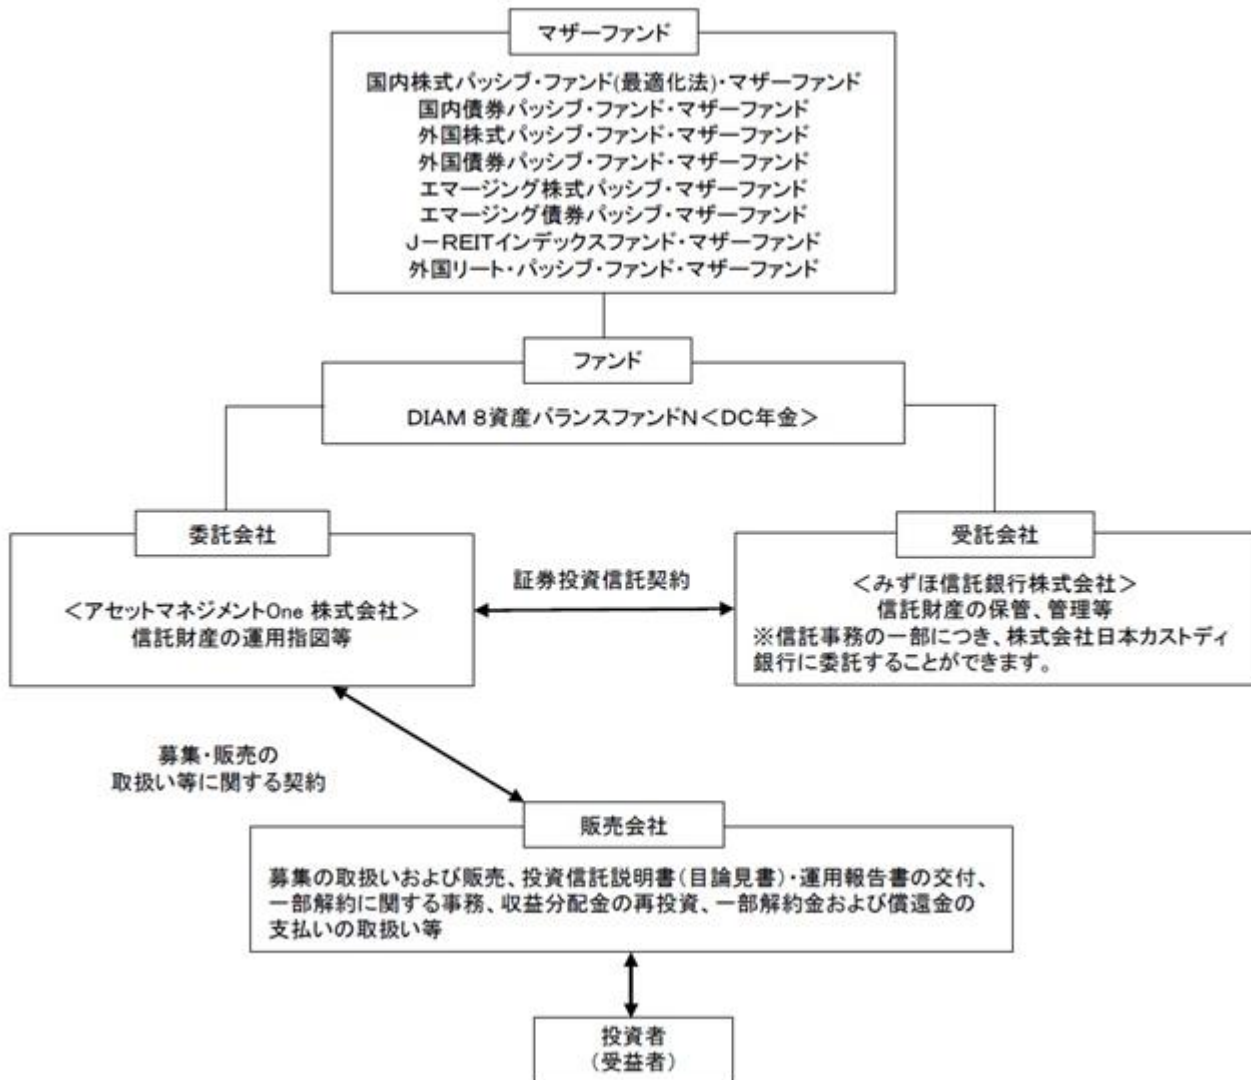 マザーファンド
国内株式パッシブ・ファンド(最適化法)・マザーファンド
国内債券パッシブ・ファンド・マザーファンド
外国株式パッシブ・ファンド・マザーファンド
外国債券パッシブ・ファンド・マザーファンド
エマージング株式パッシブ・マザーファンド
エマージング債券パッシブ・マザーファンド
J－REITインデックスファンド・マザーファンド
外国リート・パッシブ・ファンド・マザーファンド
ファンド
DIAM 8資産バランスファンドN＜DC年金＞
委託会社
＜アセットマネジメントOne 株式会社＞
信託財産の運用指図等
証券投資信託契約
受託会社
＜みずほ信託銀行株式会社＞
信託財産の保管、管理等
※信託事務の一部につき、株式会社日本カストディ
銀行に委託することができます。
募集・販売の
取扱い等に関する契約
販売会社
募集の取扱いおよび販売、投資信託説明書(目論見書)・運用報告書の交付、
一部解約に関する事務、収益分配金の再投資、一部解約金および償還金の
支払いの取扱い等
投資者
(受益者)